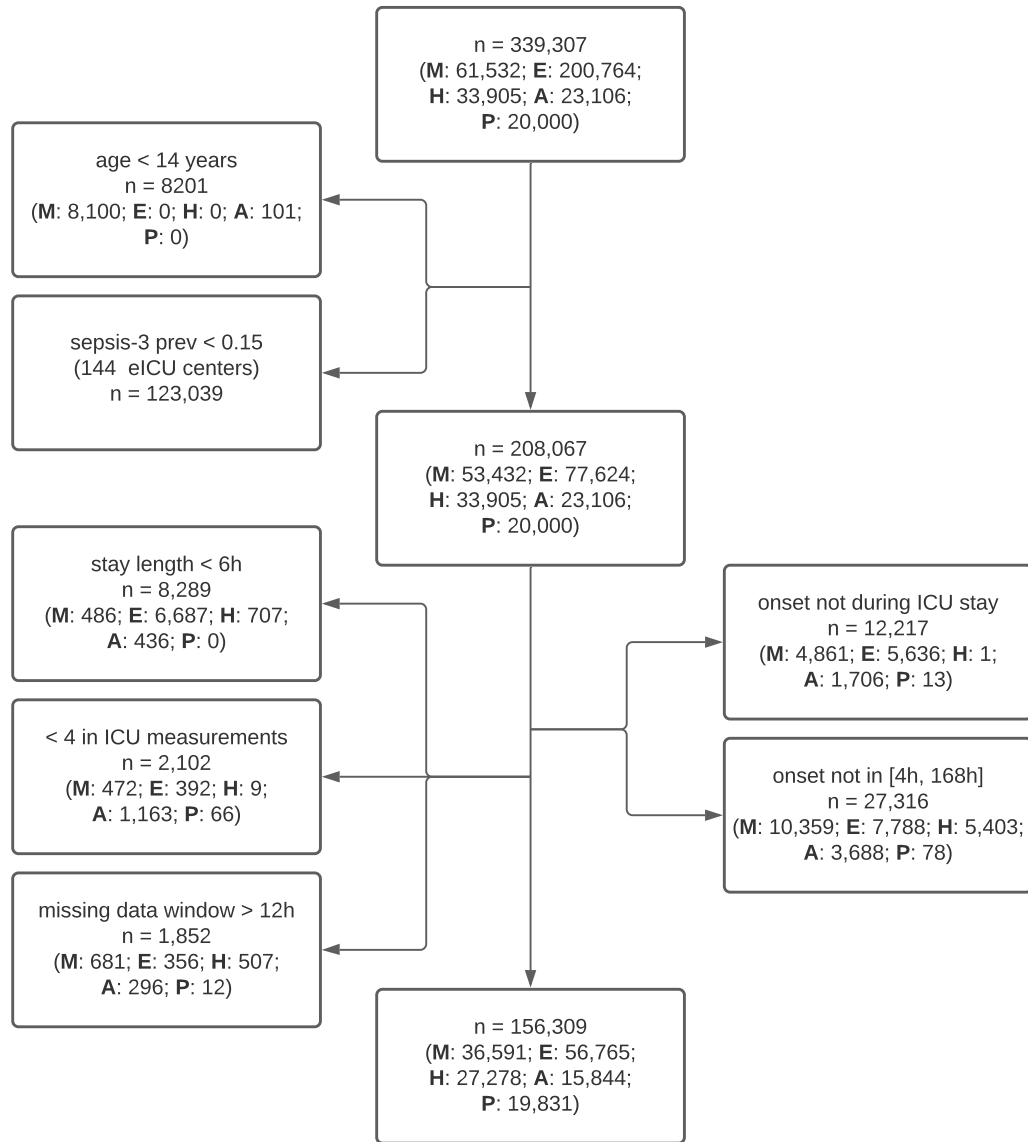 n = 339,307
(M: 61,532; E: 200,764;
H: 33,905; A: 23,106;
P: 20,000)
age < 14 years
n = 8201
(M: 8,100; E: 0; H: 0; A: 101;
P: 0)
sepsis-3 prev < 0.15
(144 eICU centers)
n = 123,039
n = 208,067
(M: 53,432; E: 77,624;
H: 33,905; A: 23,106;
P: 20,000)
stay length < 6h
n = 8,289
(M: 486; E: 6,687; H: 707;
A: 436; P: 0)
onset not during ICU stay
n = 12,217
(M: 4,861; E: 5,636; H: 1;
A: 1,706; P: 13)
< 4 in ICU measurements
n = 2,102
(M: 472; E: 392; H: 9;
A: 1,163; P: 66)
onset not in [4h, 168h]
n = 27,316
(M: 10,359; E: 7,788; H: 5,403;
A: 3,688; P: 78)
missing data window > 12h
n = 1,852
(M: 681; E: 356; H: 507;
A: 296; P: 12)
n = 156,309
(M: 36,591; E: 56,765;
H: 27,278; A: 15,844;
P: 19,831)